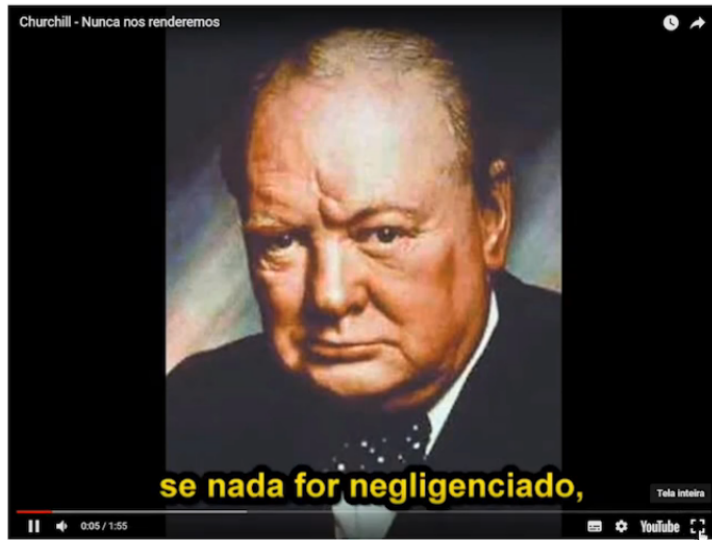 Churchill - Nunca nos renderemos
se nada for negligenciado,
Tela inteira
0:05 / 1:55
YouTube